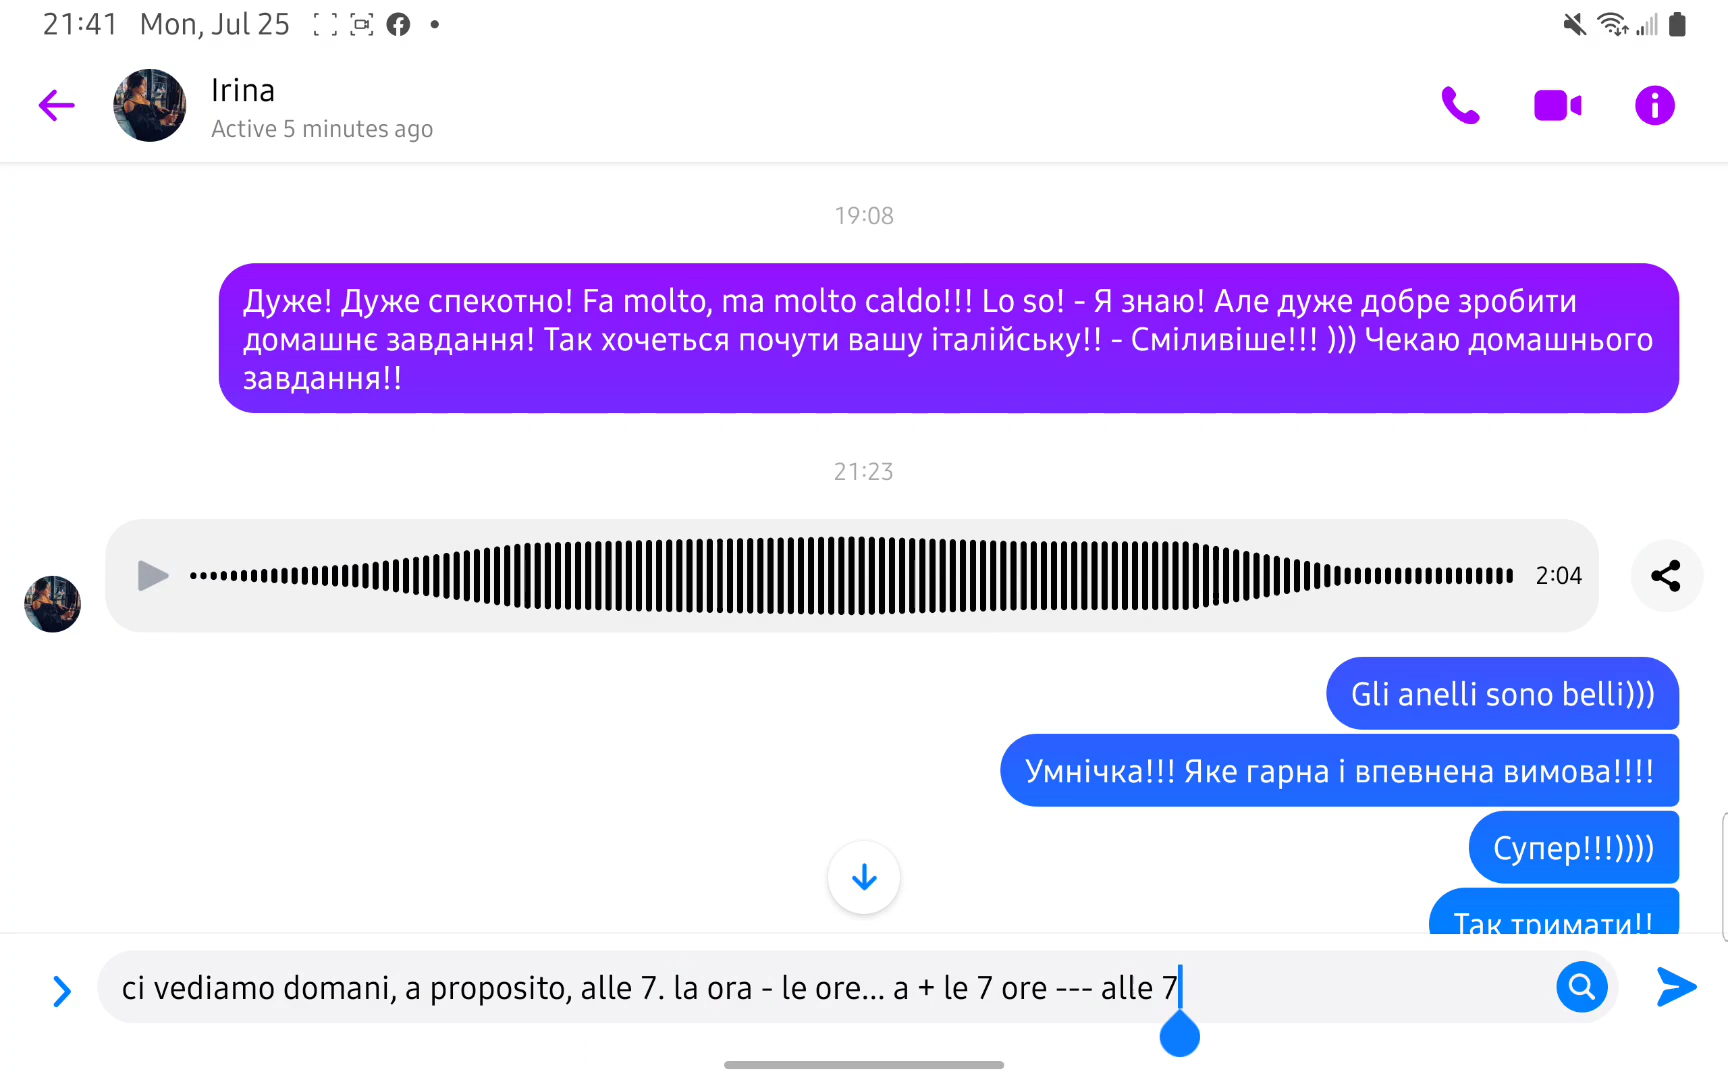 21:41 Mon, Jul 25
Irina
Active 5 minutes ago
19:08
Дуже! Дуже спекотно! Fa molto, ma molto caldo!!! Lo so! - Я знаю! Але дуже добре зробити
домашнє завдання! Так хочеться почути вашу італійську!! - Сміливіше!!! ))) Чекаю домашнього
завдання!!
21:23
2:04
Gli anelli sono belli)))
Умнічка!!! Яке гарна і впевнена вимова!!!!
Супер!!!))))
Так тримати!!
ci vediamo domani, a proposito, alle 7. la ora - le ore... a + le 7 ore --- alle 7